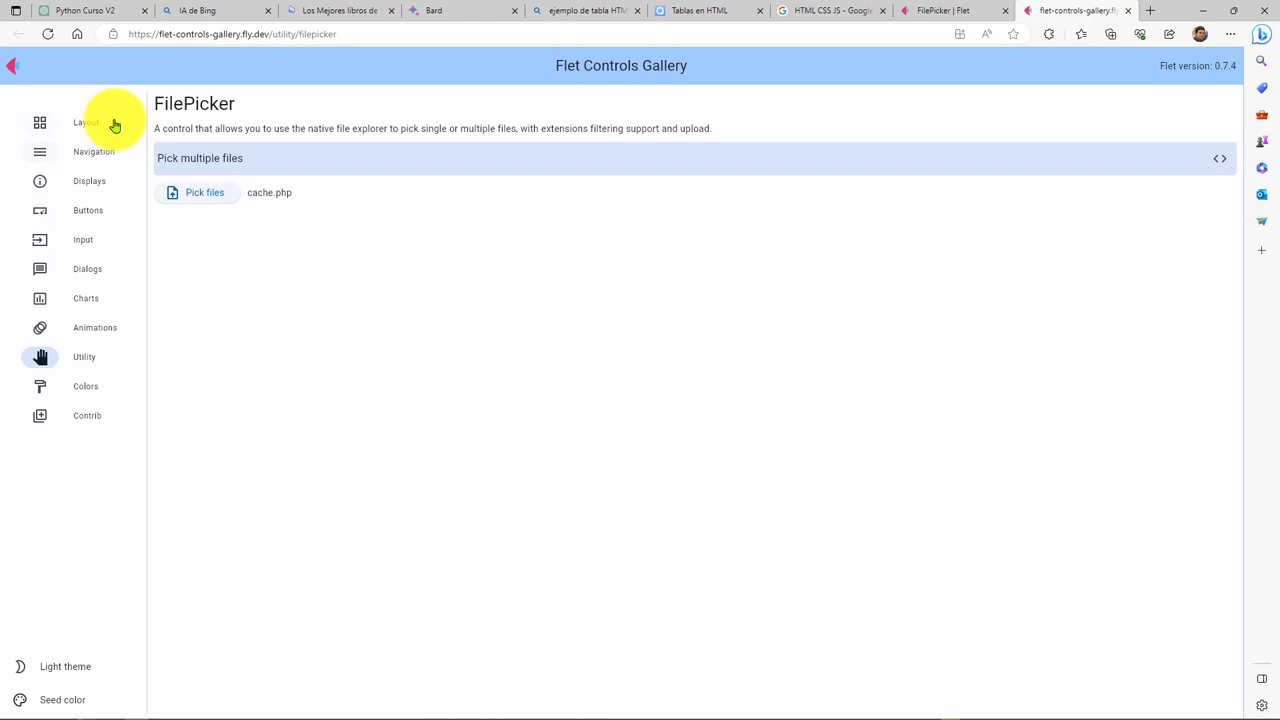 Python Curso V2
IA de Bing
Los Mejores libros de
Bard
ejemplo de tabla HTM
Tablas en HTML
HTML CSS JS - Google
FilePicker | Flet
flet-controls-gallery.fly
https://flet-controls-gallery.fly.dev/utility/filepicker
Flet Controls Gallery
Flet version: 0.7.4
Layout
Navigation
Displays
Buttons
Input
Dialogs
Charts
Animations
Utility
Colors
Contrib
Light theme
Seed color
FilePicker
A control that allows you to use the native file explorer to pick single or multiple files, with extensions filtering support and upload.
Pick multiple files
Pick files
cache.php